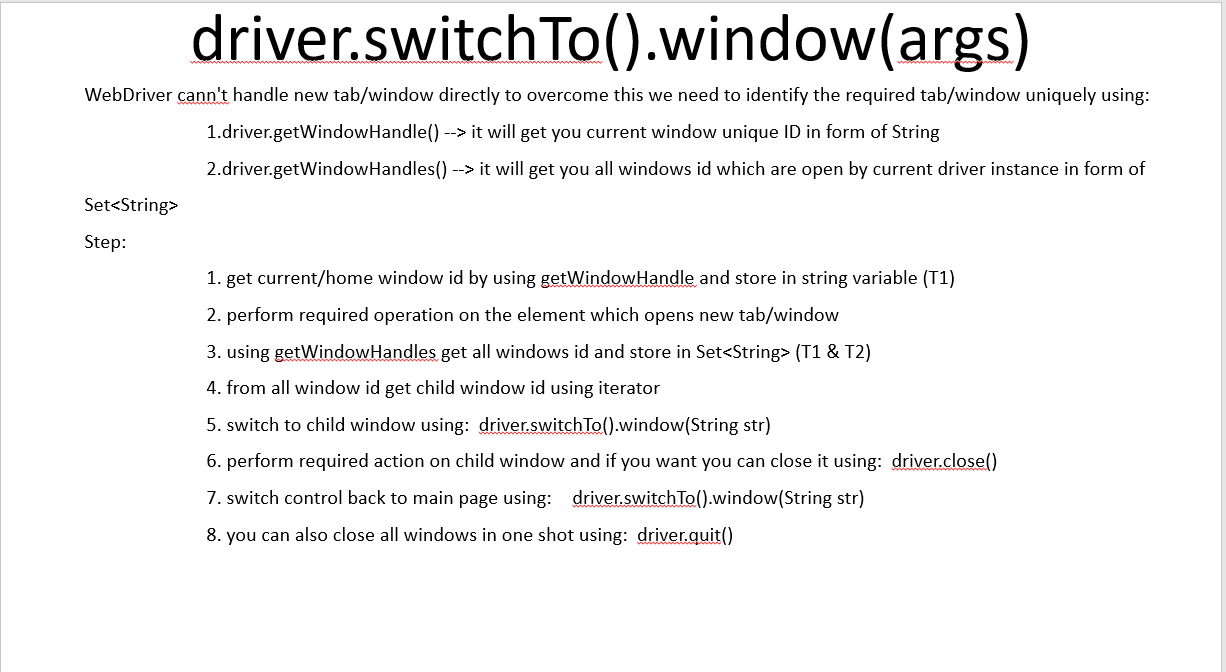 driver.switchTo().window(args)
WebDriver cann't handle new tab/window directly to overcome this we need to identify the required tab/window uniquely using:
1.driver.getWindowHandle() --> it will get you current window unique ID in form of String
2.driver.getWindowHandles() --> it will get you all windows id which are open by current driver instance in form of
Set<String>
Step:
1. get current/home window id by using getWindowHandle and store in string variable (T1)
2. perform required operation on the element which opens new tab/window
3. using getWindowHandles get all windows id and store in Set<String> (T1 & T2)
4. from all window id get child window id using iterator
5. switch to child window using:  driver.switchTo().window(String str)
6. perform required action on child window and if you want you can close it using:  driver.close()
7. switch control back to main page using:    driver.switchTo().window(String str)
8. you can also close all windows in one shot using:  driver.quit()